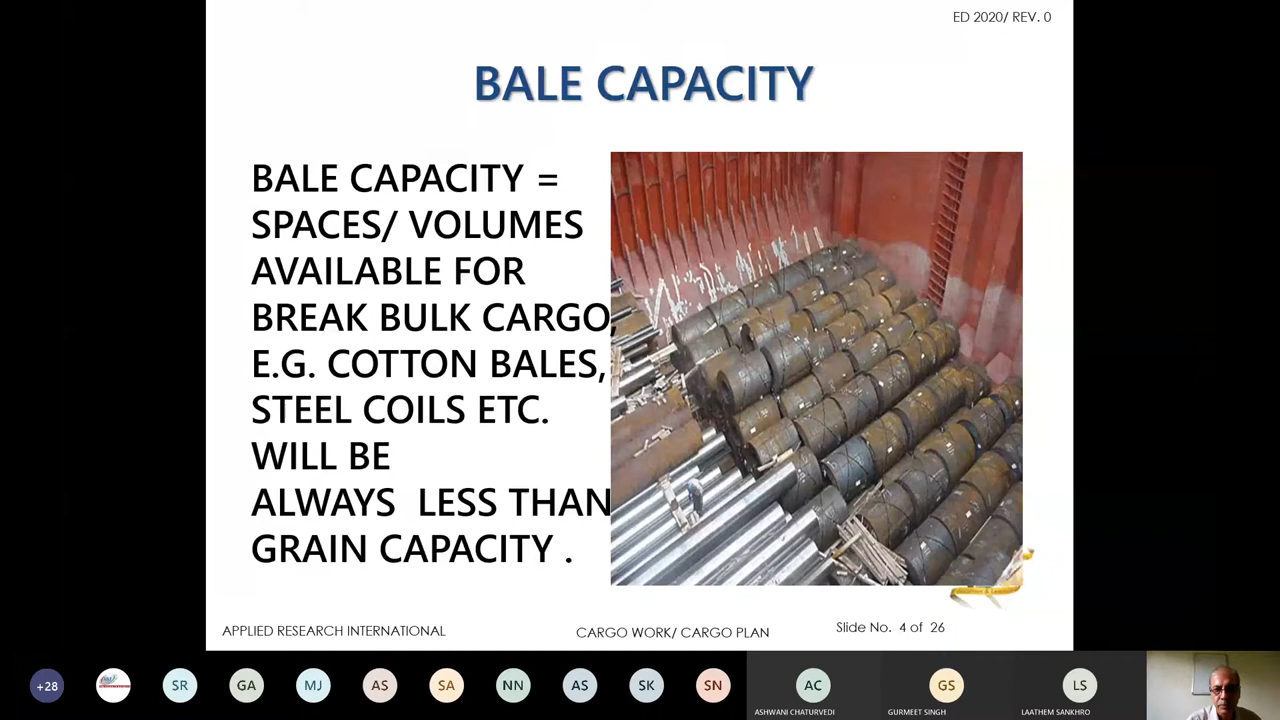 ED 2020/ REV. 0
BALE CAPACITY
BALE CAPACITY =
SPACES/ VOLUMES
AVAILABLE FOR
BREAK BULK CARGO,
E.G. COTTON BALES,
STEEL COILS ETC.
WILL BE
ALWAYS LESS THAN
GRAIN CAPACITY .
APPLIED RESEARCH INTERNATIONAL
CARGO WORK/ CARGO PLAN
Slide No. 4 of 26
+28
SR
GA
MJ
AS
SA
NN
AS
SK
SN
AC
GS
LS
ASHWANI CHATURVEDI
GURMEET SINGH
LAATHEM SANKHRO